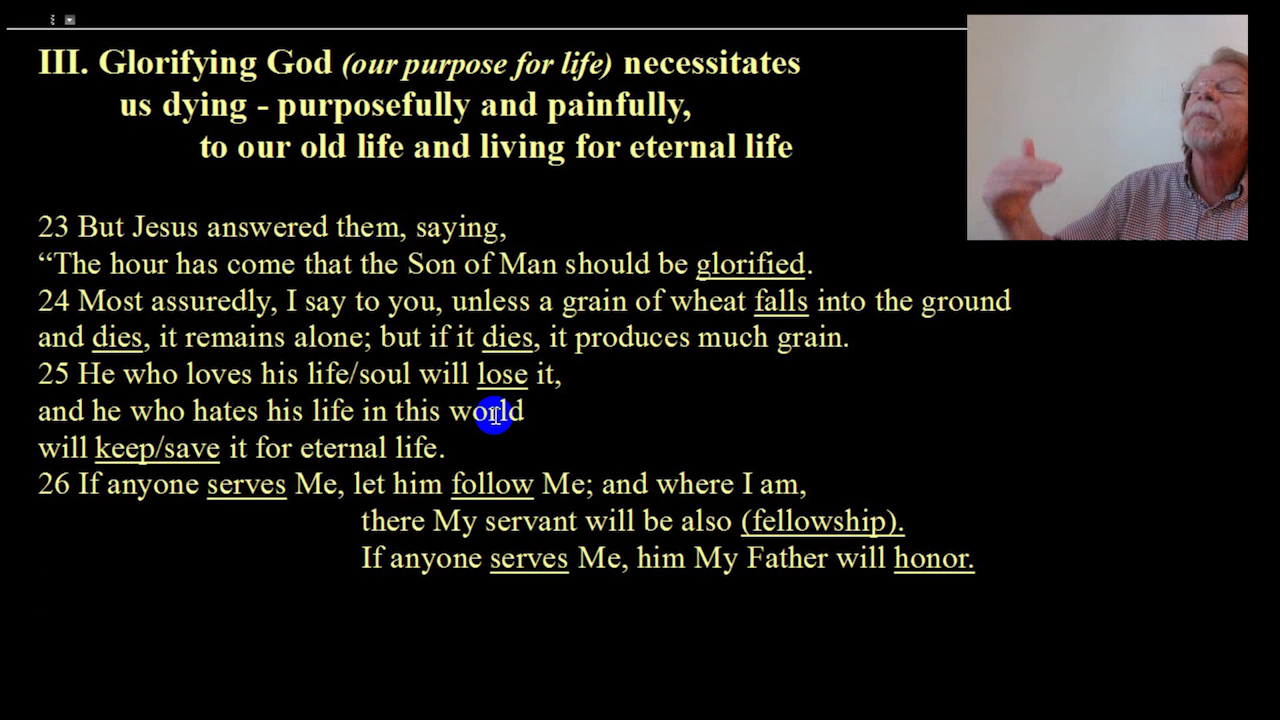 III. Glorifying God (our purpose for life) necessitates
us dying - purposefully and painfully,
to our old life and living for eternal life
23 But Jesus answered them, saying,
“The hour has come that the Son of Man should be glorified.
24 Most assuredly, I say to you, unless a grain of wheat falls into the ground
and dies, it remains alone; but if it dies, it produces much grain.
25 He who loves his life/soul will lose it,
and he who hates his life in this world
will keep/save it for eternal life.
26 If anyone serves Me, let him follow Me; and where I am,
there My servant will be also (fellowship).
If anyone serves Me, him My Father will honor.